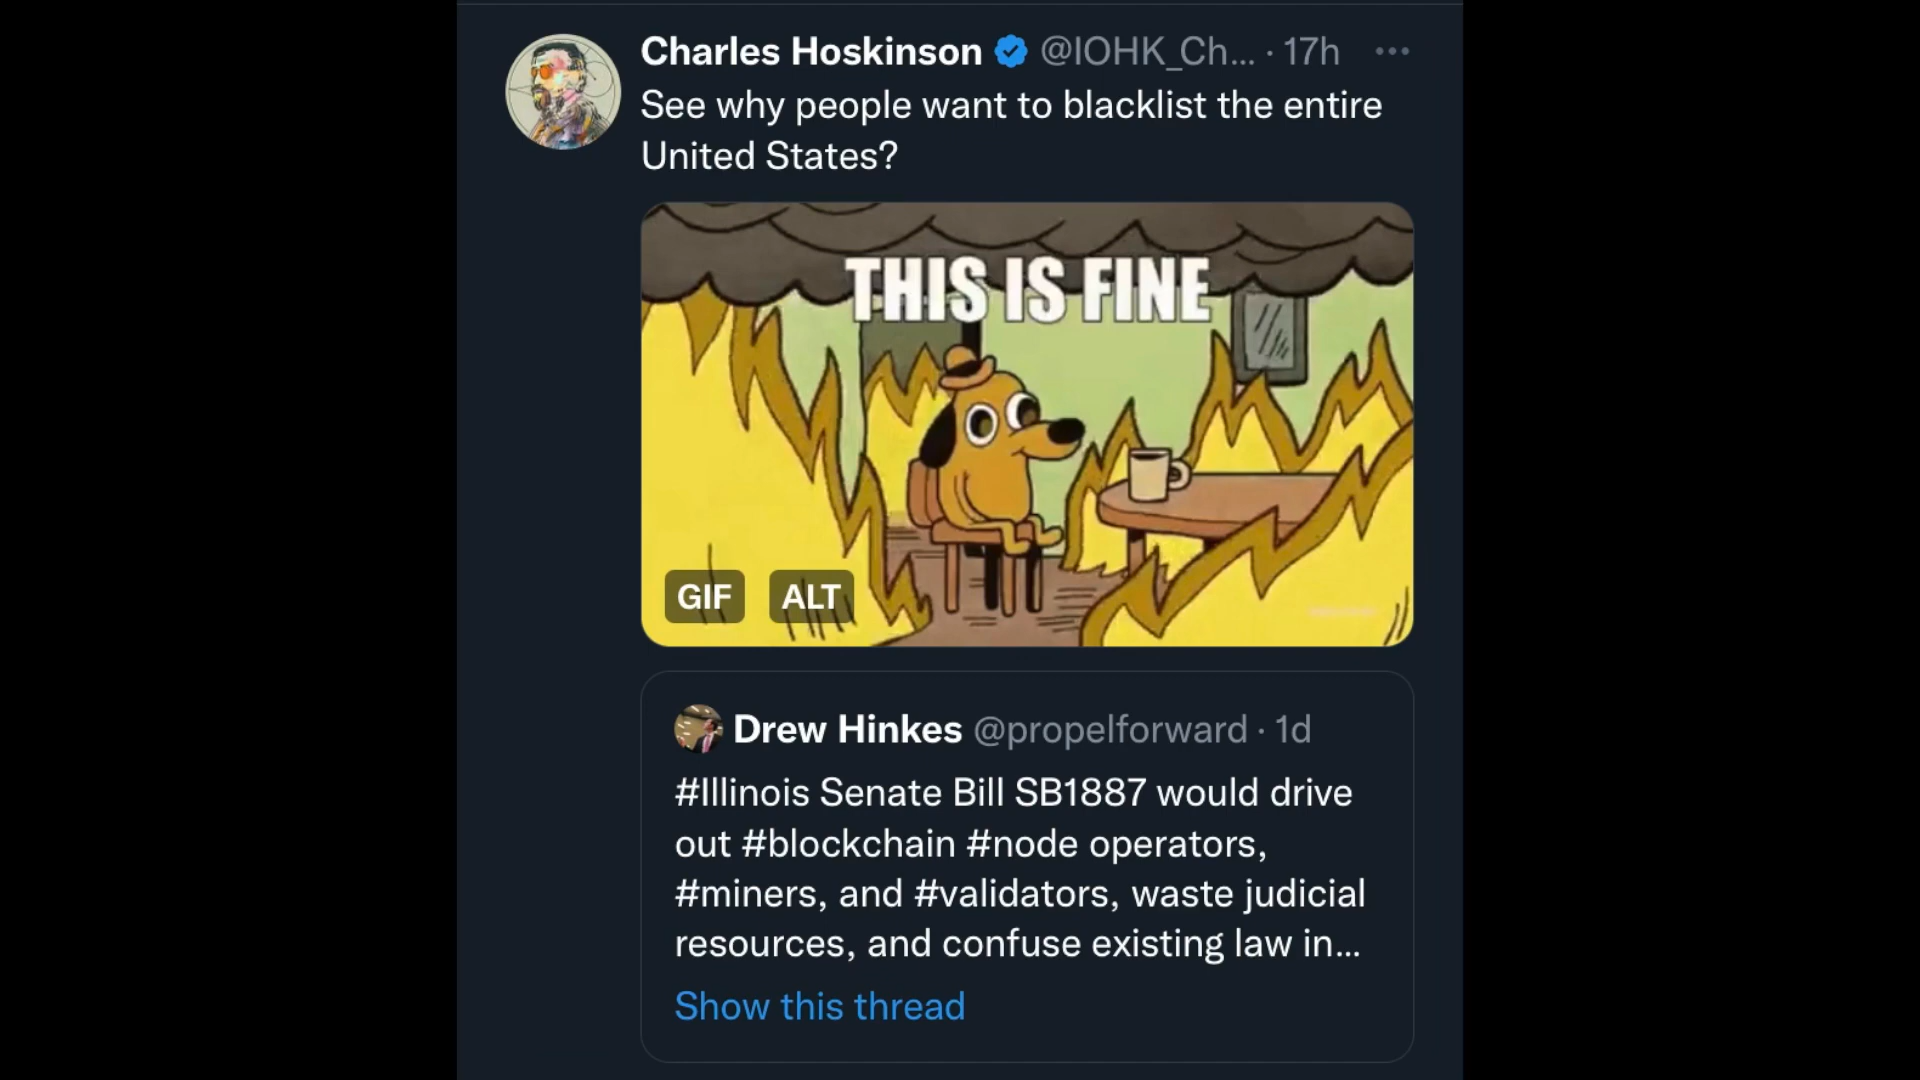 Charles Hoskinson @IOHK_Ch... · 17h ...
See why people want to blacklist the entire
United States?
THIS IS FINE
GIF ALT
Drew Hinkes @propelforward · 1d
#Illinois Senate Bill SB1887 would drive
out #blockchain #node operators,
#miners, and #validators, waste judicial
resources, and confuse existing law in...
Show this thread